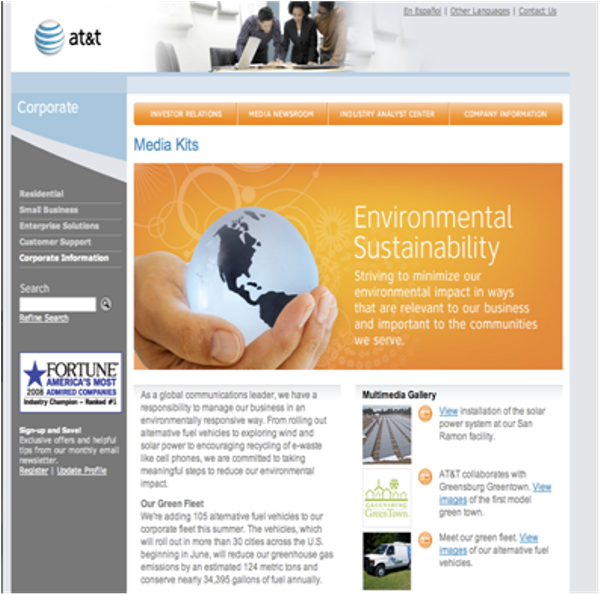 En Español | Other Languages | Contact Us
at&t
Corporate
INVESTOR RELATIONS
MEDIA NEWSROOM
INDUSTRY ANALYST CENTER
COMPANY INFORMATION
Media Kits
Residential
Small Business
Enterprise Solutions
Customer Support
Corporate Information
Search
Refine Search
FORTUNE
AMERICA'S MOST
2008 ADMIRED COMPANIES
Industry Champion - Ranked #1
Sign-up and Save!
Exclusive offers and helpful
tips from our monthly email
newsletter.
Register | Update Profile
Environmental
Sustainability
Striving to minimize our
environmental impact in ways
that are relevant to our business
and important to the communities
we serve.
As a global communications leader, we have a
responsibility to manage our business in an
environmentally responsive way. From rolling out
alternative fuel vehicles to exploring wind and
solar power to encouraging recycling of e-waste
like cell phones, we are committed to taking
meaningful steps to reduce our environmental
impact.
Our Green Fleet
We're adding 105 alternative fuel vehicles to our
corporate fleet this summer. The vehicles, which
will roll out in more than 30 cities across the U.S.
beginning in June, will reduce our greenhouse gas
emissions by an estimated 124 metric tons and
conserve nearly 34,395 gallons of fuel annually.
Multimedia Gallery
View installation of the solar
power system at our San
Ramon facility.
GREENSBURG
GREENTOWN
AT&T collaborates with
Greensburg Greentown. View
images of the first model
green town.
Meet our green fleet. View
images of our alternative fuel
vehicles.